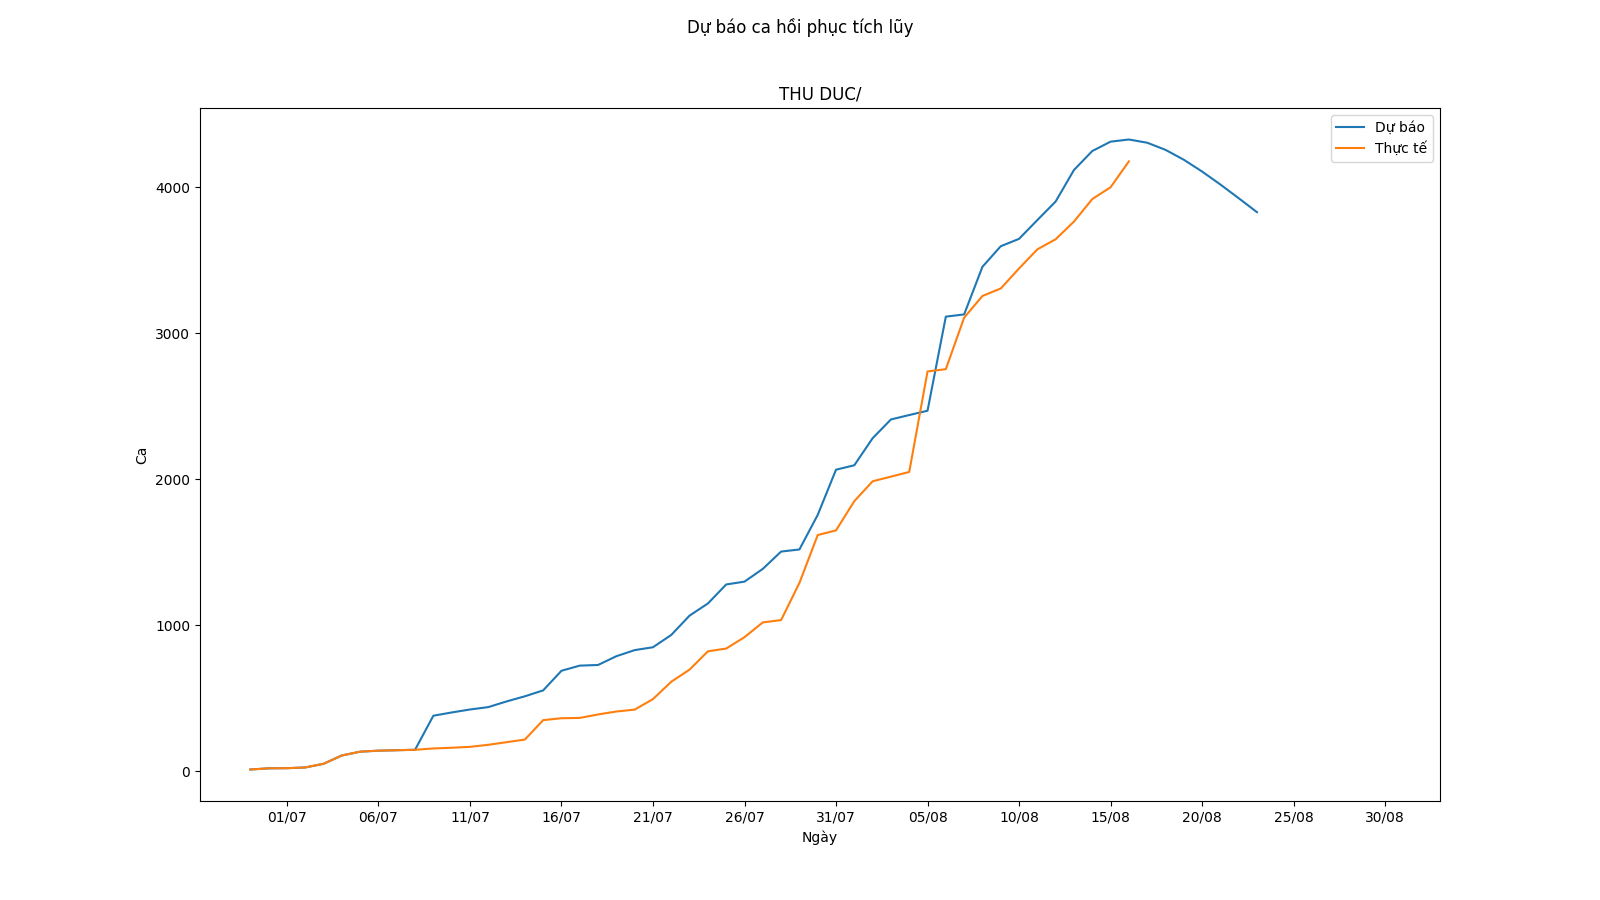 Dự báo ca hồi phục tích lũy
THU DUC/
Dự báo
Thực tế
4000
3000
2000
1000
0
Ca
01/07 06/07 11/07 16/07 21/07 26/07 31/07 05/08 10/08 15/08 20/08 25/08 30/08
Ngày